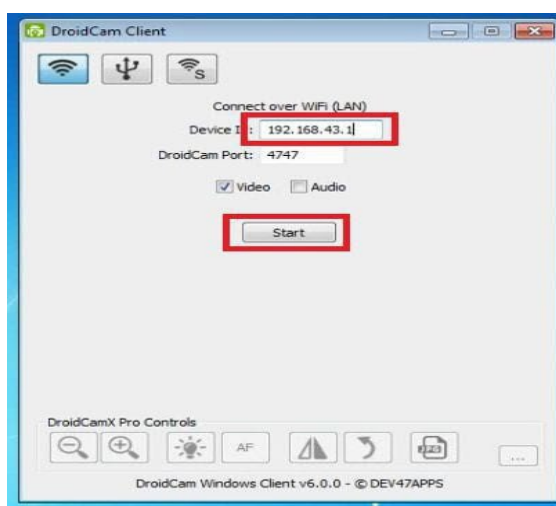 DroidCam Client
S
Connect over WiFi (LAN)
Device I : 192.168.43.1
DroidCam Port: 4747
Video Audio
Start
DroidCamX Pro Controls
AF
...
DroidCam Windows Client v6.0.0 - © DEV47APPS